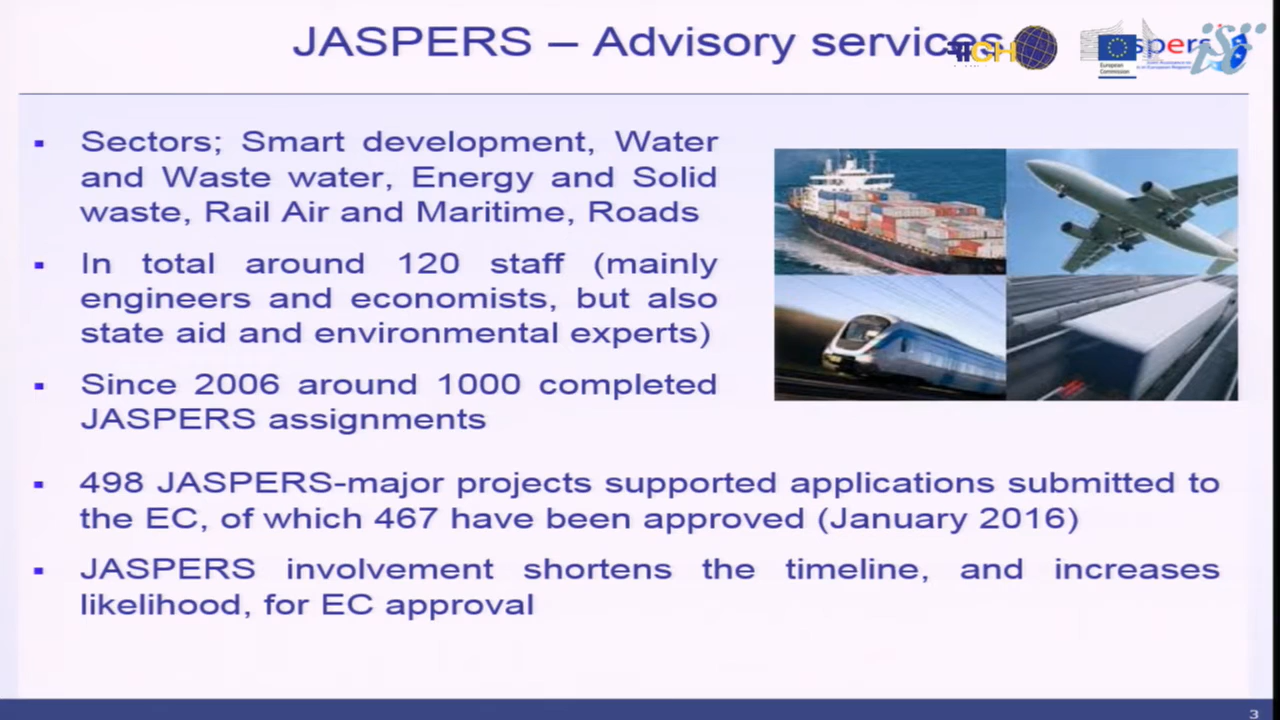 JASPERS – Advisory services
European
Commission
▪ Sectors; Smart development, Water
and Waste water, Energy and Solid
waste, Rail Air and Maritime, Roads
▪ In total around 120 staff (mainly
engineers and economists, but also
state aid and environmental experts)
▪ Since 2006 around 1000 completed
JASPERS assignments
▪ 498 JASPERS-major projects supported applications submitted to
the EC, of which 467 have been approved (January 2016)
▪ JASPERS involvement shortens the timeline, and increases
likelihood, for EC approval
3